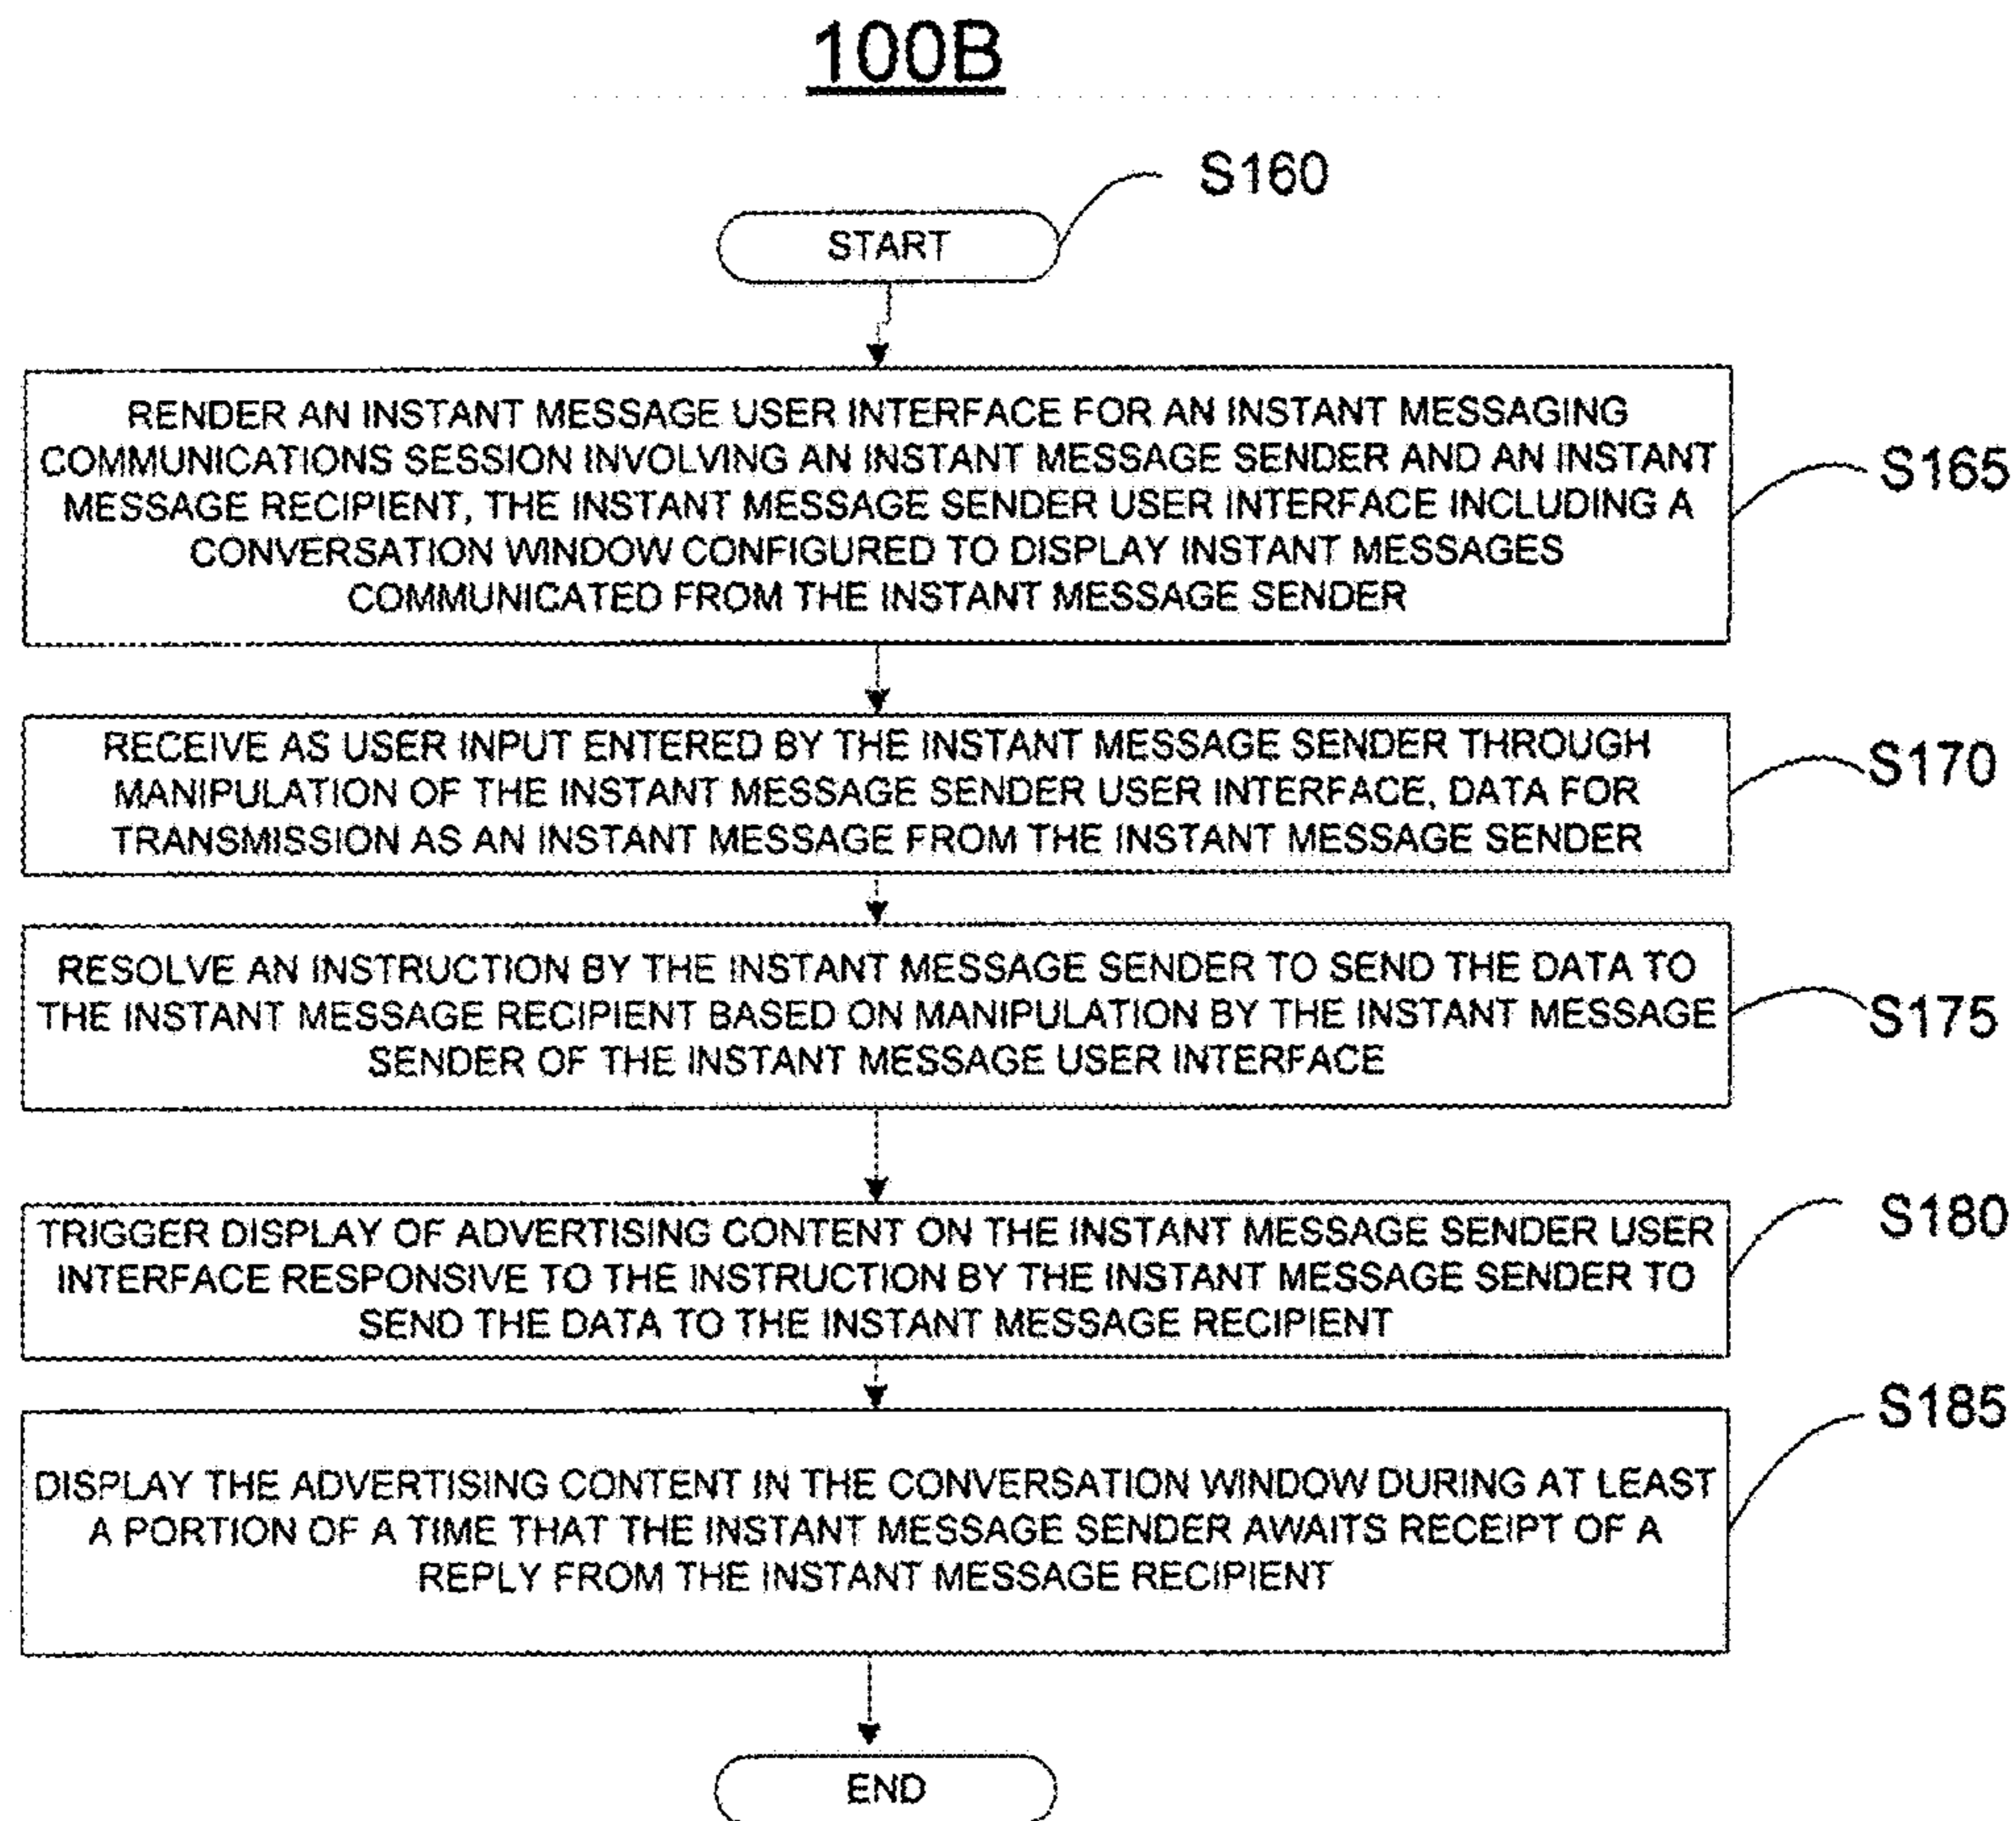 100B
S160
START
RENDER AN INSTANT MESSAGE USER INTERFACE FOR AN INSTANT MESSAGING
COMMUNICATIONS SESSION INVOLVING AN INSTANT MESSAGE SENDER AND AN INSTANT
MESSAGE RECIPIENT, THE INSTANT MESSAGE SENDER USER INTERFACE INCLUDING A
CONVERSATION WINDOW CONFIGURED TO DISPLAY INSTANT MESSAGES
COMMUNICATED FROM THE INSTANT MESSAGE SENDER
S165
RECEIVE AS USER INPUT ENTERED BY THE INSTANT MESSAGE SENDER THROUGH
MANIPULATION OF THE INSTANT MESSAGE SENDER USER INTERFACE, DATA FOR
TRANSMISSION AS AN INSTANT MESSAGE FROM THE INSTANT MESSAGE SENDER
S170
RESOLVE AN INSTRUCTION BY THE INSTANT MESSAGE SENDER TO SEND THE DATA TO
THE INSTANT MESSAGE RECIPIENT BASED ON MANIPULATION BY THE INSTANT MESSAGE
SENDER OF THE INSTANT MESSAGE USER INTERFACE
S175
TRIGGER DISPLAY OF ADVERTISING CONTENT ON THE INSTANT MESSAGE SENDER USER
INTERFACE RESPONSIVE TO THE INSTRUCTION BY THE INSTANT MESSAGE SENDER TO
SEND THE DATA TO THE INSTANT MESSAGE RECIPIENT
S180
DISPLAY THE ADVERTISING CONTENT IN THE CONVERSATION WINDOW DURING AT LEAST
A PORTION OF A TIME THAT THE INSTANT MESSAGE SENDER AWAITS RECEIPT OF A
REPLY FROM THE INSTANT MESSAGE RECIPIENT
S185
END